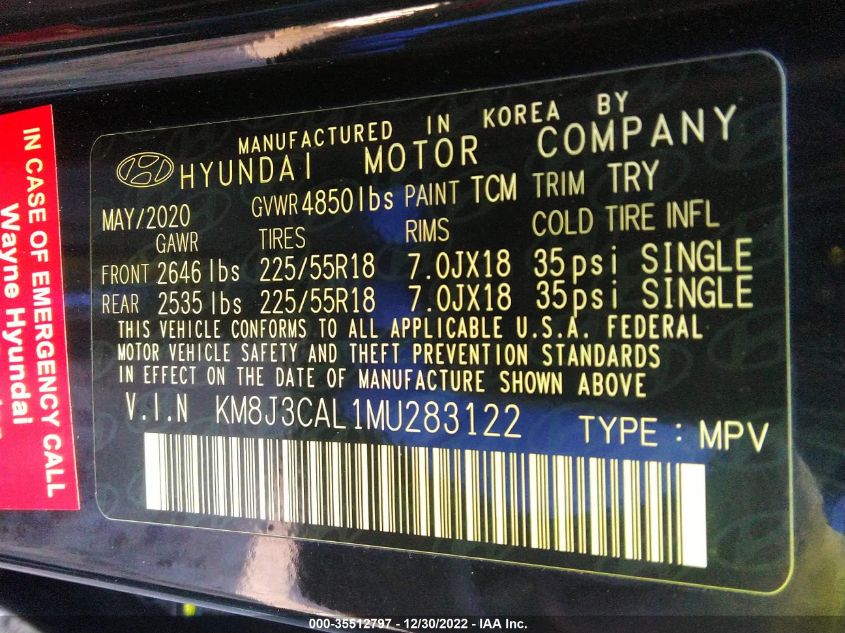 MANUFACTURED IN KOREA BY
HYUNDAI MOTOR COMPANY
MAY/2020 GVWR 4850 lbs PAINT TCM TRIM TRY
GAWR TIRES RIMS COLD TIRE INFL
FRONT 2646 lbs 225/55R18 7.0JX18 35psi SINGLE
REAR 2535 lbs 225/55R18 7.0JX18 35psi SINGLE
THIS VEHICLE CONFORMS TO ALL APPLICABLE U.S.A. FEDERAL
MOTOR VEHICLE SAFETY AND THEFT PREVENTION STANDARDS
IN EFFECT ON THE DATE OF MANUFACTURE SHOWN ABOVE
V.I.N KM8J3CAL1MU283122 TYPE : MPV
IN CASE OF EMERGENCY CALL
Wayne Hyundai
000-35512797 - 12/30/2022 - IAA Inc.